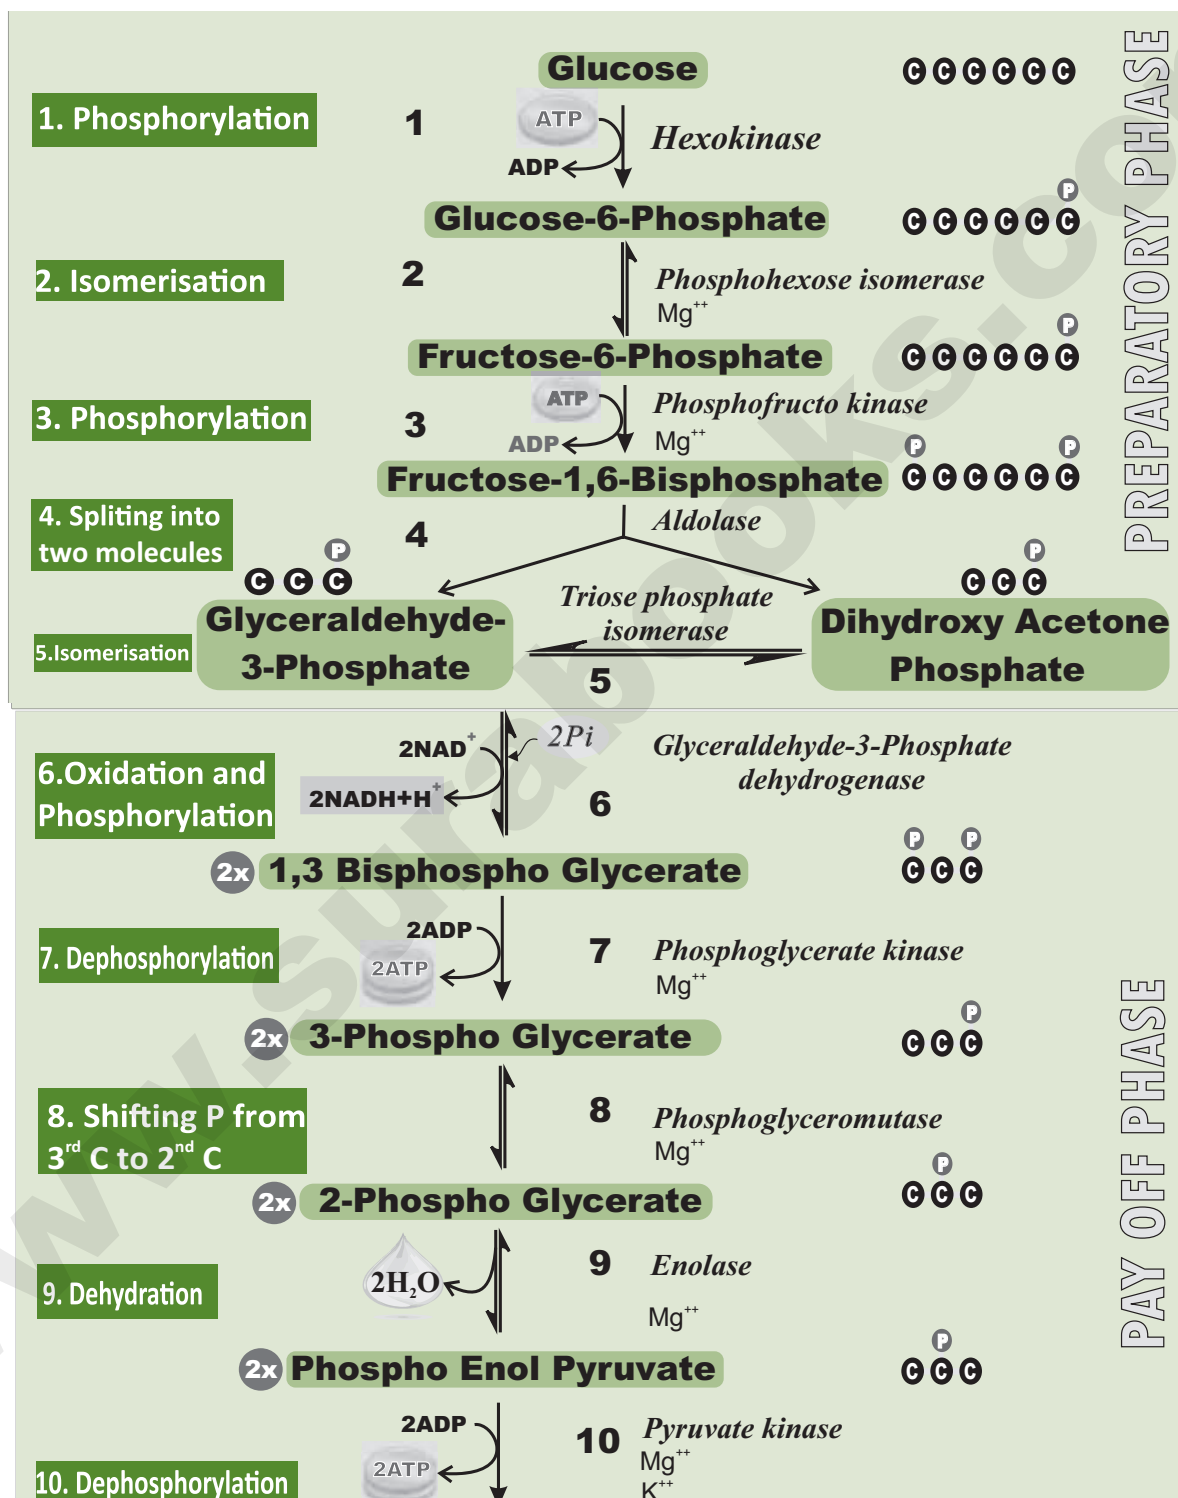 Glucose
C C C C C C
1. Phosphorylation
1
ATP
ADP
Hexokinase
P
Glucose-6-Phosphate
C C C C C C
2. Isomerisation
2
Phosphohexose isomerase
Mg++
P
Fructose-6-Phosphate
C C C C C C
3. Phosphorylation
3
ATP
ADP
Phosphofructo kinase
Mg++
P P
Fructose-1,6-Bisphosphate
C C C C C C
4. Spliting into
two molecules
4
Aldolase
P
C C C
P
C C C
Glyceraldehyde-
3-Phosphate
Triose phosphate
isomerase
Dihydroxy Acetone
Phosphate
5.Isomerisation
5
PREPARATORY PHASE
6.Oxidation and
Phosphorylation
2NAD+
2Pi
2NADH+H+
6
Glyceraldehyde-3-Phosphate
dehydrogenase
P P
2x 1,3 Bisphospho Glycerate
C C C
7. Dephosphorylation
2ADP
2ATP
7
Phosphoglycerate kinase
Mg++
P
2x 3-Phospho Glycerate
C C C
8. Shifting P from
3rd C to 2nd C
8
Phosphoglyceromutase
Mg++
P
2x 2-Phospho Glycerate
C C C
9. Dehydration
2H2O
9
Enolase
Mg++
P
2x Phospho Enol Pyruvate
C C C
10. Dephosphorylation
2ADP
2ATP
10
Pyruvate kinase
Mg++
K++
PAY OFF PHASE
www.surabooks.co